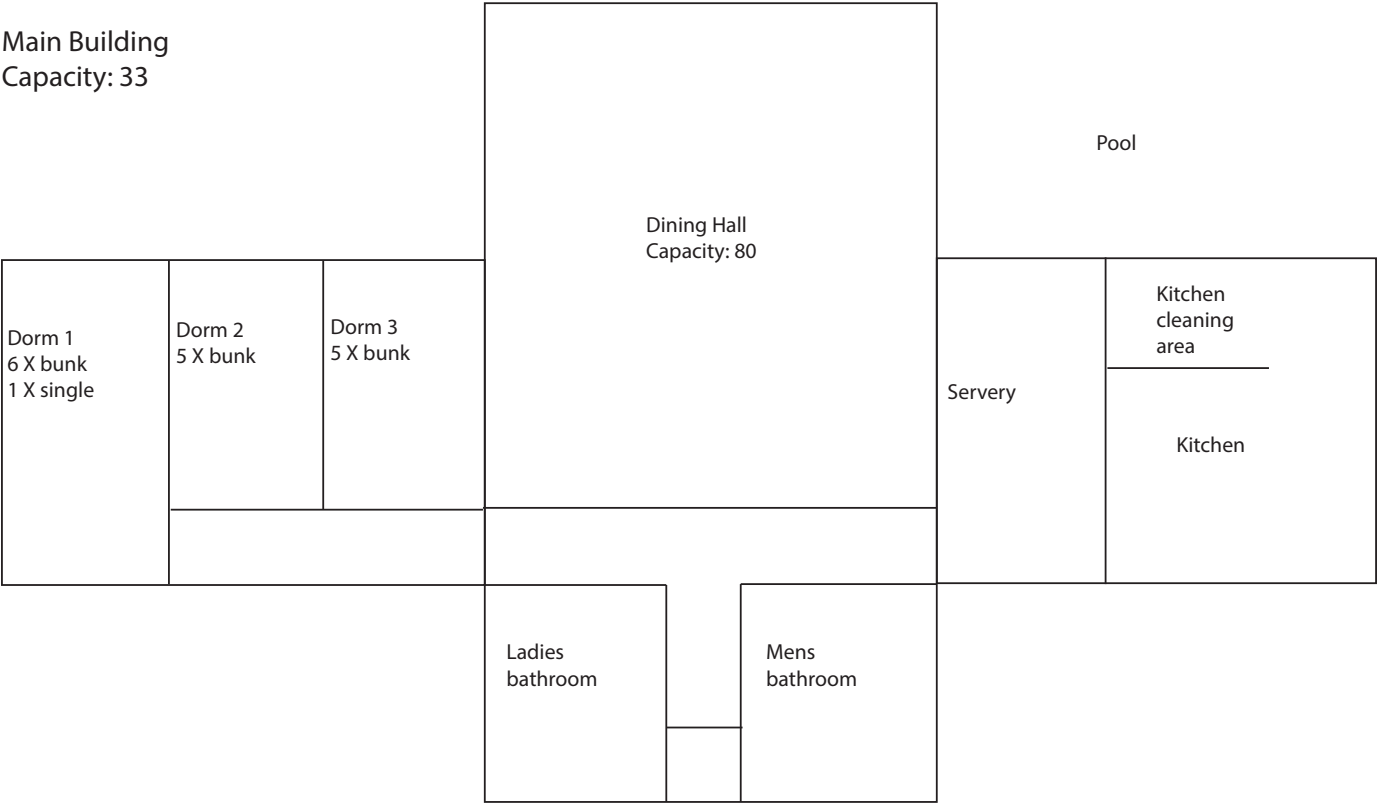 Main Building
Capacity: 33
Pool
Dining Hall
Capacity: 80
Dorm 1
6 X bunk
1 X single
Dorm 2
5 X bunk
Dorm 3
5 X bunk
Servery
Kitchen
cleaning
area
Kitchen
Ladies
bathroom
Mens
bathroom